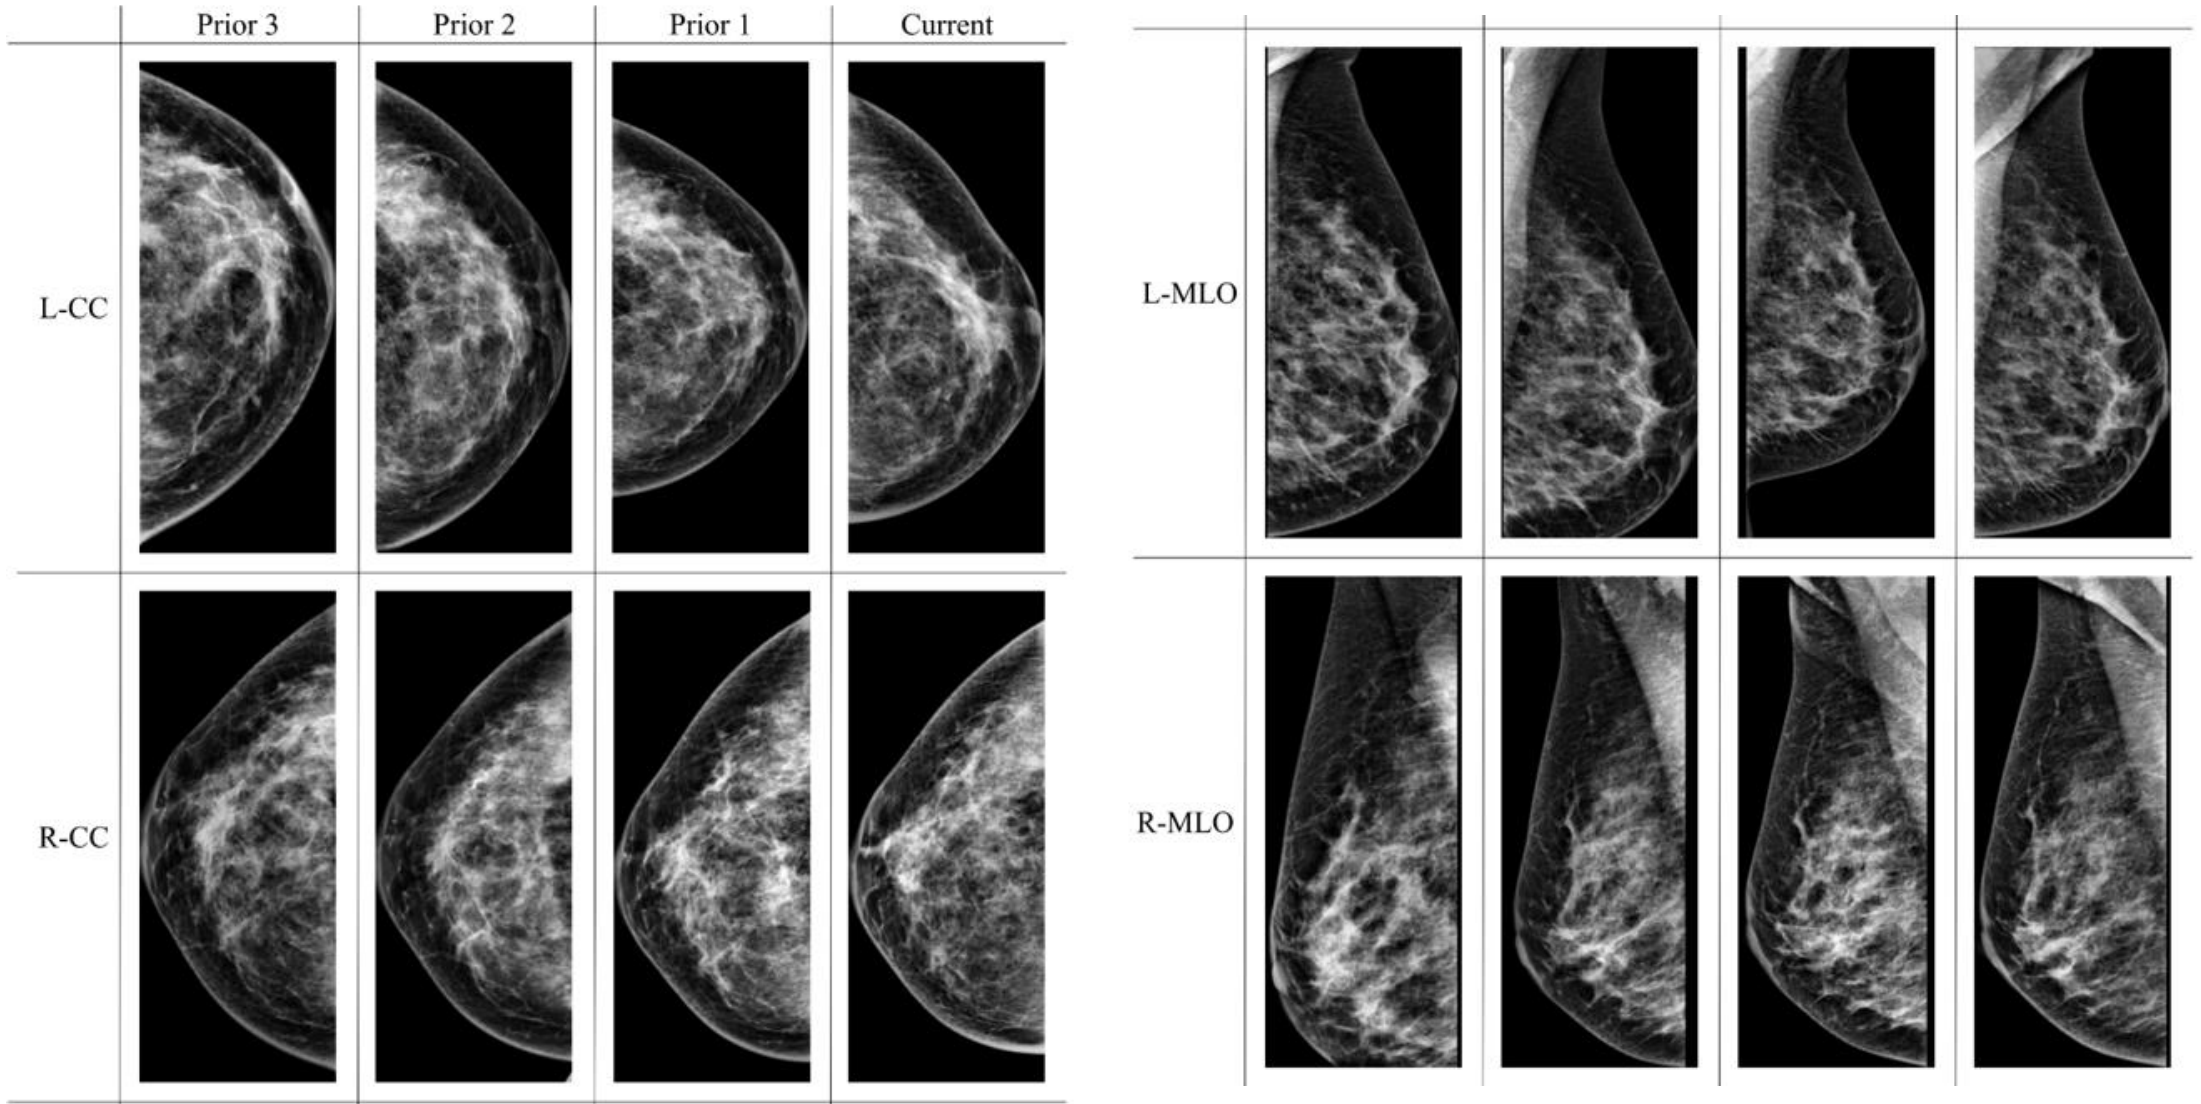 Prior 3 Prior 2 Prior 1 Current
L-CC
R-CC
L-MLO
R-MLO